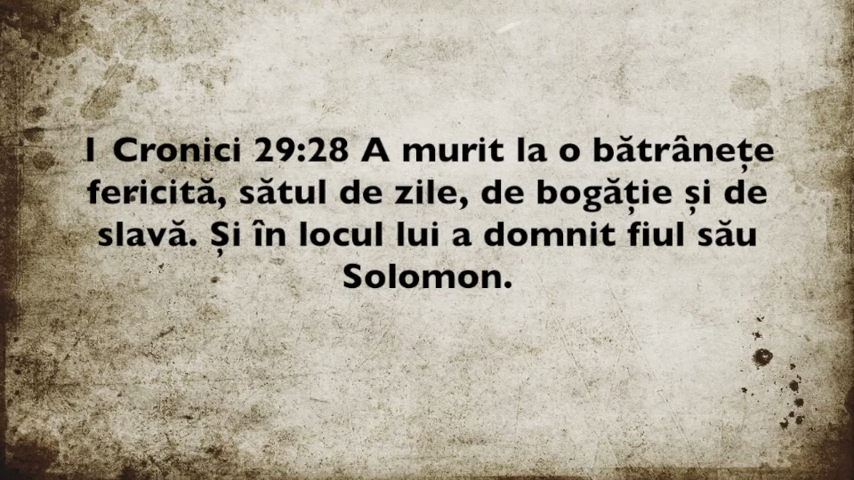 1 Cronici 29:28 A murit la o bătrânețe
fericită, sătul de zile, de bogăție și de
slavă. Și în locul lui a domnit fiul său
Solomon.